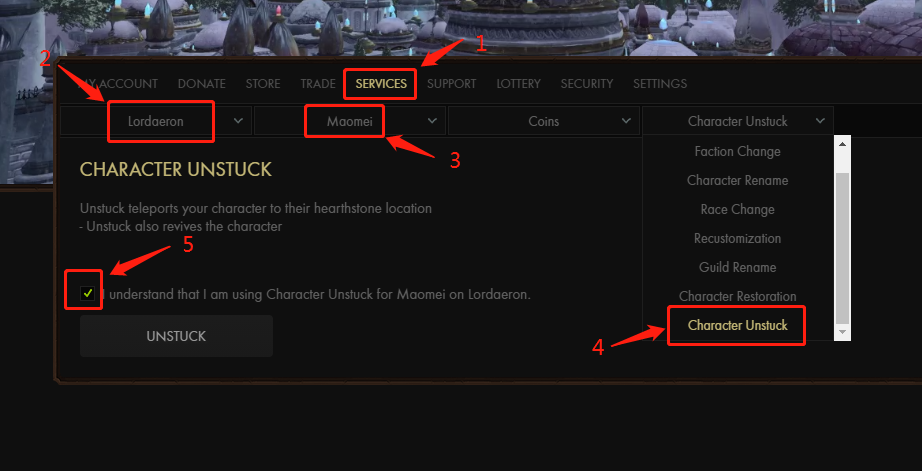 1
2
MY ACCOUNT DONATE STORE TRADE SERVICES SUPPORT LOTTERY SECURITY SETTINGS
Lordaeron Maomei Coins Character Unstuck
3
Faction Change
CHARACTER UNSTUCK
Character Rename
Unstuck teleports your character to their hearthstone location
Race Change
- Unstuck also revives the character
Recustomization
5
Guild Rename
I understand that I am using Character Unstuck for Maomei on Lordaeron.
Character Restoration
Character Unstuck
UNSTUCK
4